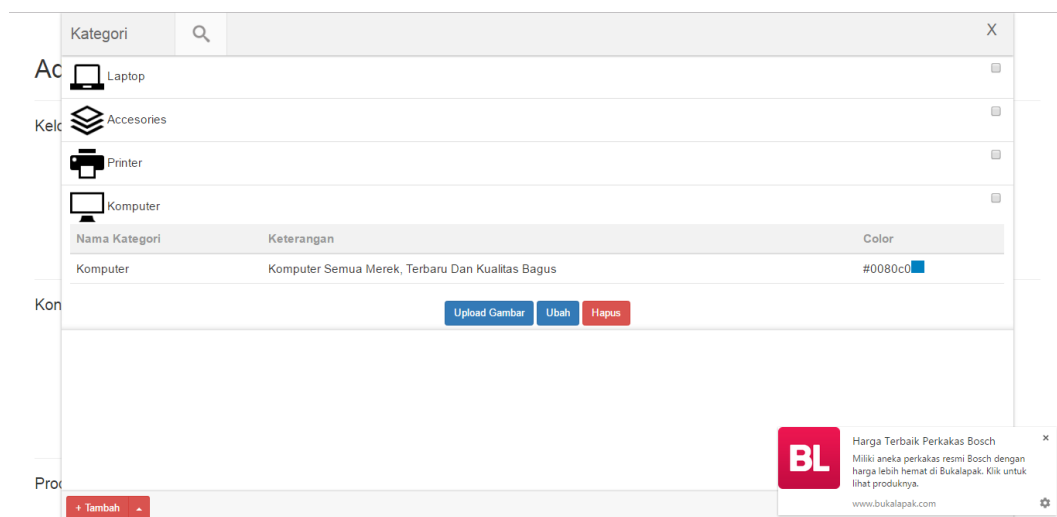 Kategori
X
Ad
Laptop
Kelo
Accesories
Printer
Komputer
Nama Kategori Keterangan Color
Komputer Komputer Semua Merek, Terbaru Dan Kualitas Bagus #0080c0
Kon
Upload Gambar Ubah Hapus
BL
Harga Terbaik Perkakas Bosch ×
Miliki aneka perkakas resmi Bosch dengan
harga lebih hemat di Bukalapak. Klik untuk
lihat produknya.
www.bukalapak.com
Prod
+ Tambah